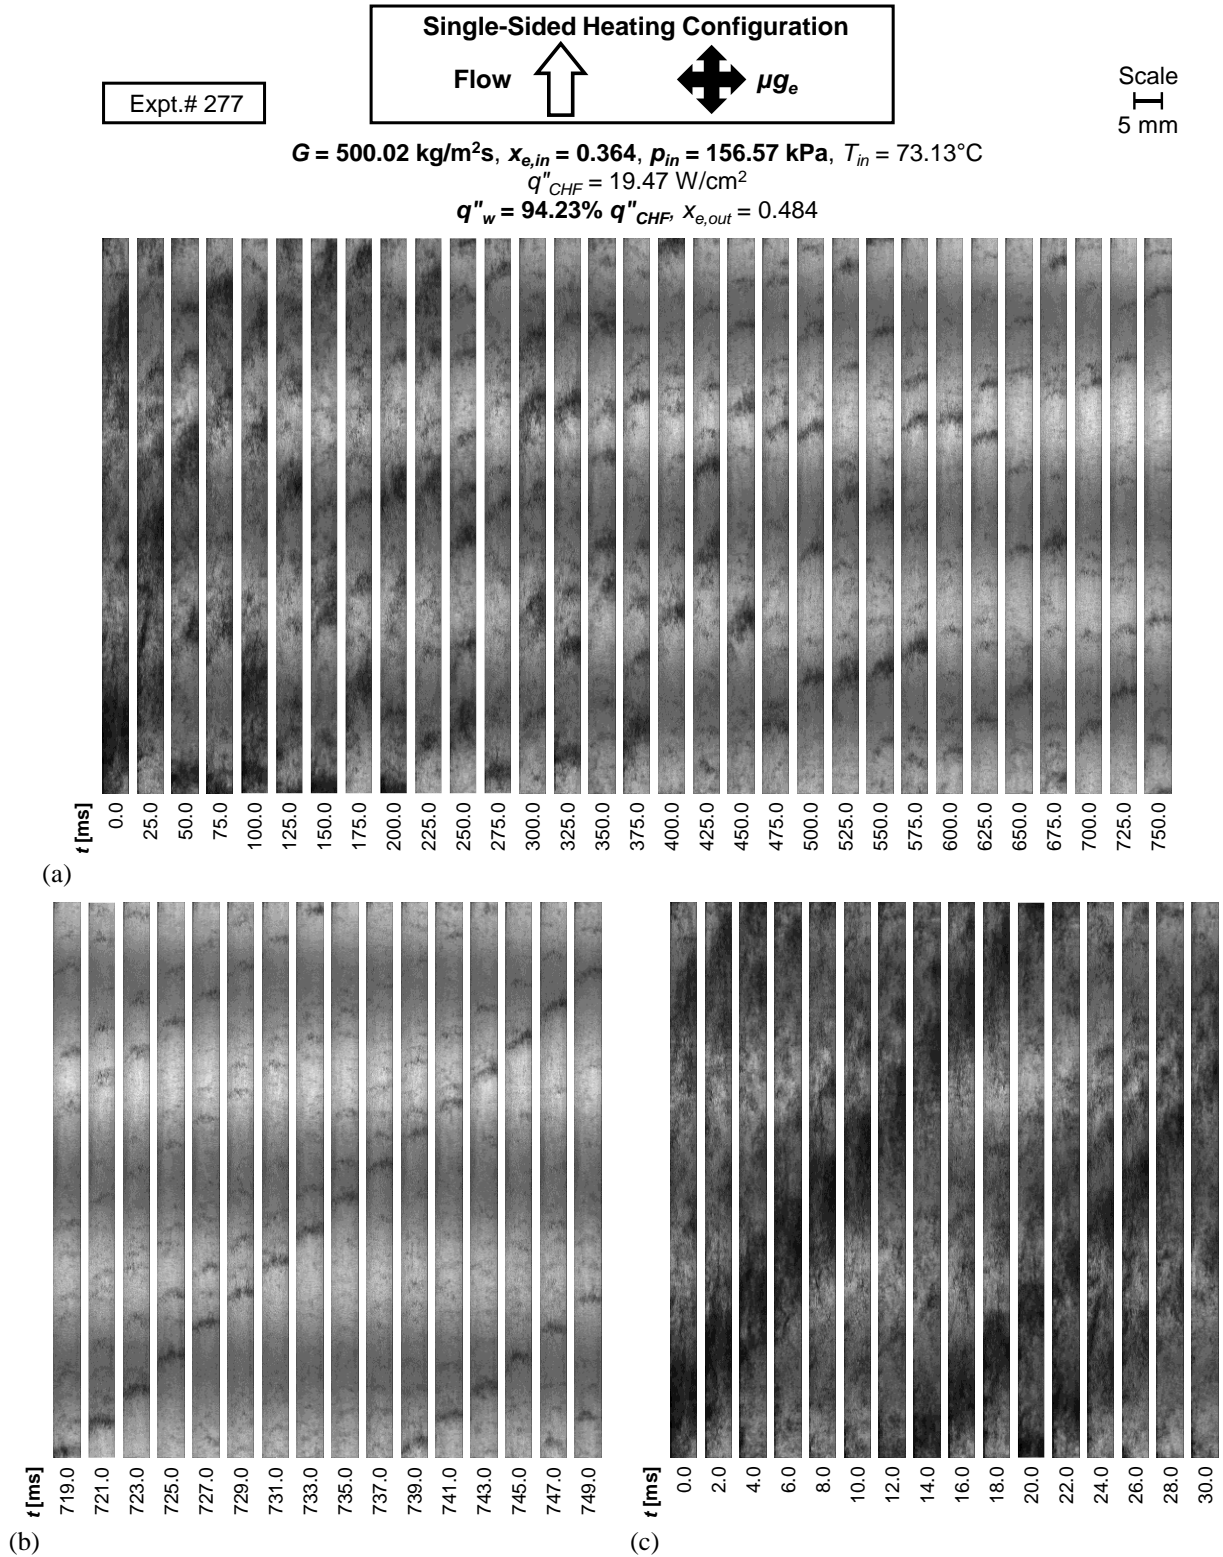 Single-Sided Heating Configuration
Flow
μgₑ
Expt.# 277
Scale
5 mm
G = 500.02 kg/m²s, xₑ,ᵢₙ = 0.364, pᵢₙ = 156.57 kPa, Tᵢₙ = 73.13°C
q"CHF = 19.47 W/cm²
q"w = 94.23% q"CHF, xe,out = 0.484
t [ms] 0.0 25.0 50.0 75.0 100.0 125.0 150.0 175.0 200.0 225.0 250.0 275.0 300.0 325.0 350.0 375.0 400.0 425.0 450.0 475.0 500.0 525.0 550.0 575.0 600.0 625.0 650.0 675.0 700.0 725.0 750.0
(a)
t [ms] 719.0 721.0 723.0 725.0 727.0 729.0 731.0 733.0 735.0 737.0 739.0 741.0 743.0 745.0 747.0 749.0
(b)
t [ms] 0.0 2.0 4.0 6.0 8.0 10.0 12.0 14.0 16.0 18.0 20.0 22.0 24.0 26.0 28.0 30.0
(c)